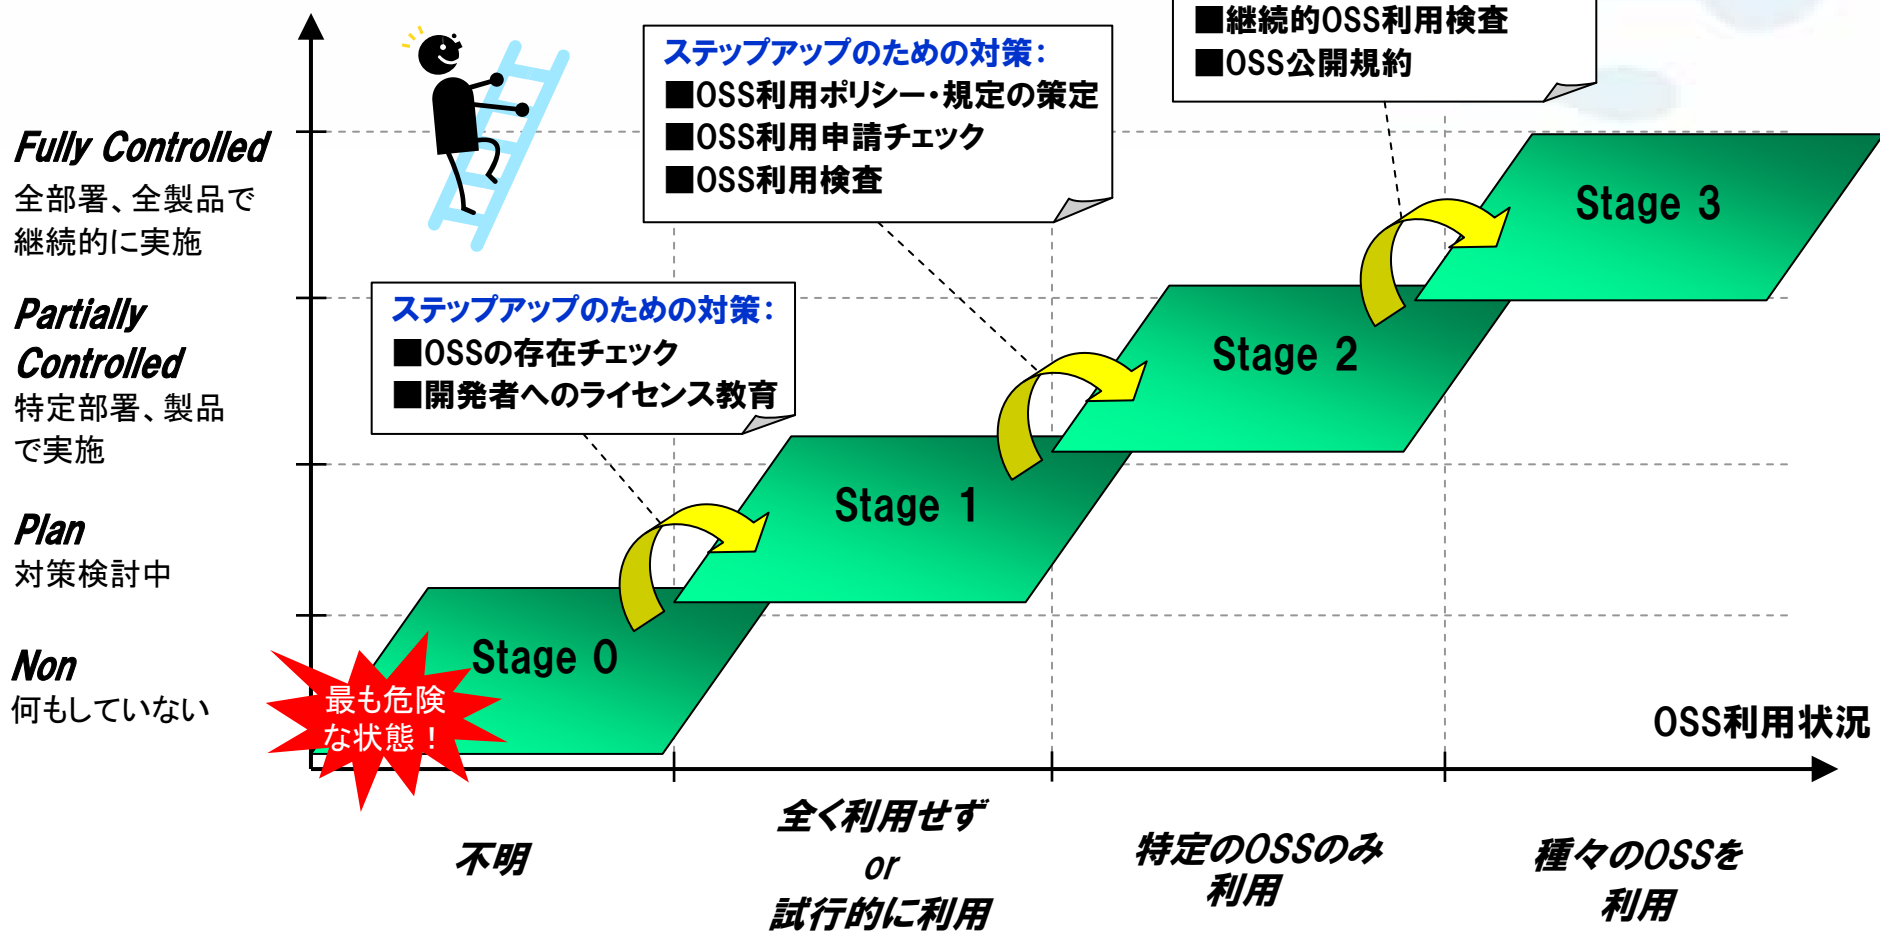 ■継続的OSS利用検査
■OSS公開規約
ステップアップのための対策:
■OSS利用ポリシー・規定の策定
■OSS利用申請チェック
■OSS利用検査
Fully Controlled
全部署、全製品で
継続的に実施
Stage 3
ステップアップのための対策:
■OSSの存在チェック
■開発者へのライセンス教育
Partially
Controlled
特定部署、製品
で実施
Stage 2
Plan
対策検討中
Stage 1
Non
何もしていない
Stage 0
最も危険
な状態!
OSS利用状況
不明
全く利用せず
or
試行的に利用
特定のOSSのみ
利用
種々のOSSを
利用